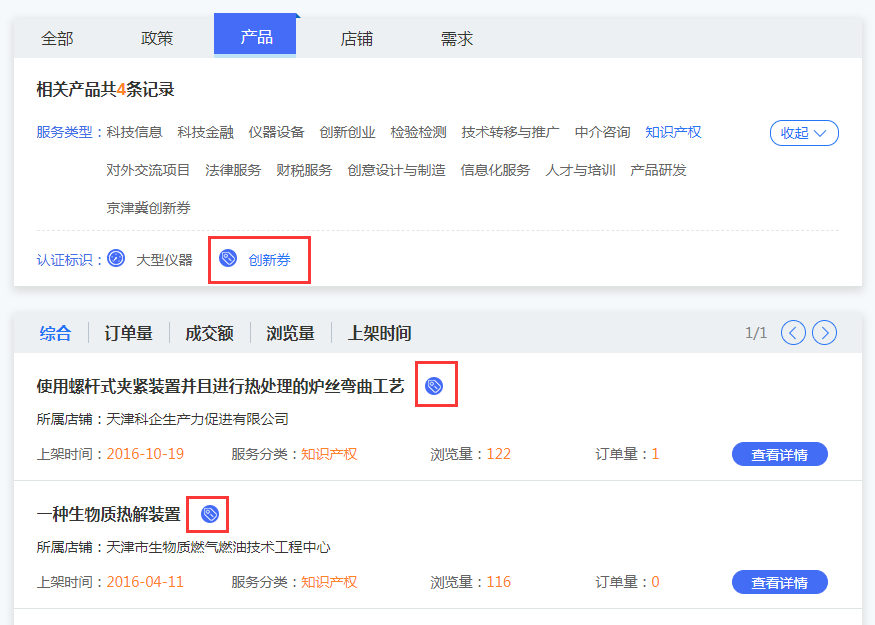 全部 政策 产品 店铺 需求
相关产品共4条记录
服务类型：科技信息 科技金融 仪器设备 创新创业 检验检测 技术转移与推广 中介咨询 知识产权 收起
对外交流项目 法律服务 财税服务 创意设计与制造 信息化服务 人才与培训 产品研发
京津冀创新券
认证标识： 大型仪器 创新券
综合 订单量 成交额 浏览量 上架时间 1/1
使用螺杆式夹紧装置并且进行热处理的炉丝弯曲工艺
所属店铺：天津科企生产力促进有限公司
上架时间：2016-10-19 服务分类：知识产权 浏览量：122 订单量：1 查看详情
一种生物质热解装置
所属店铺：天津市生物质燃气燃油技术工程中心
上架时间：2016-04-11 服务分类：知识产权 浏览量：116 订单量：0 查看详情